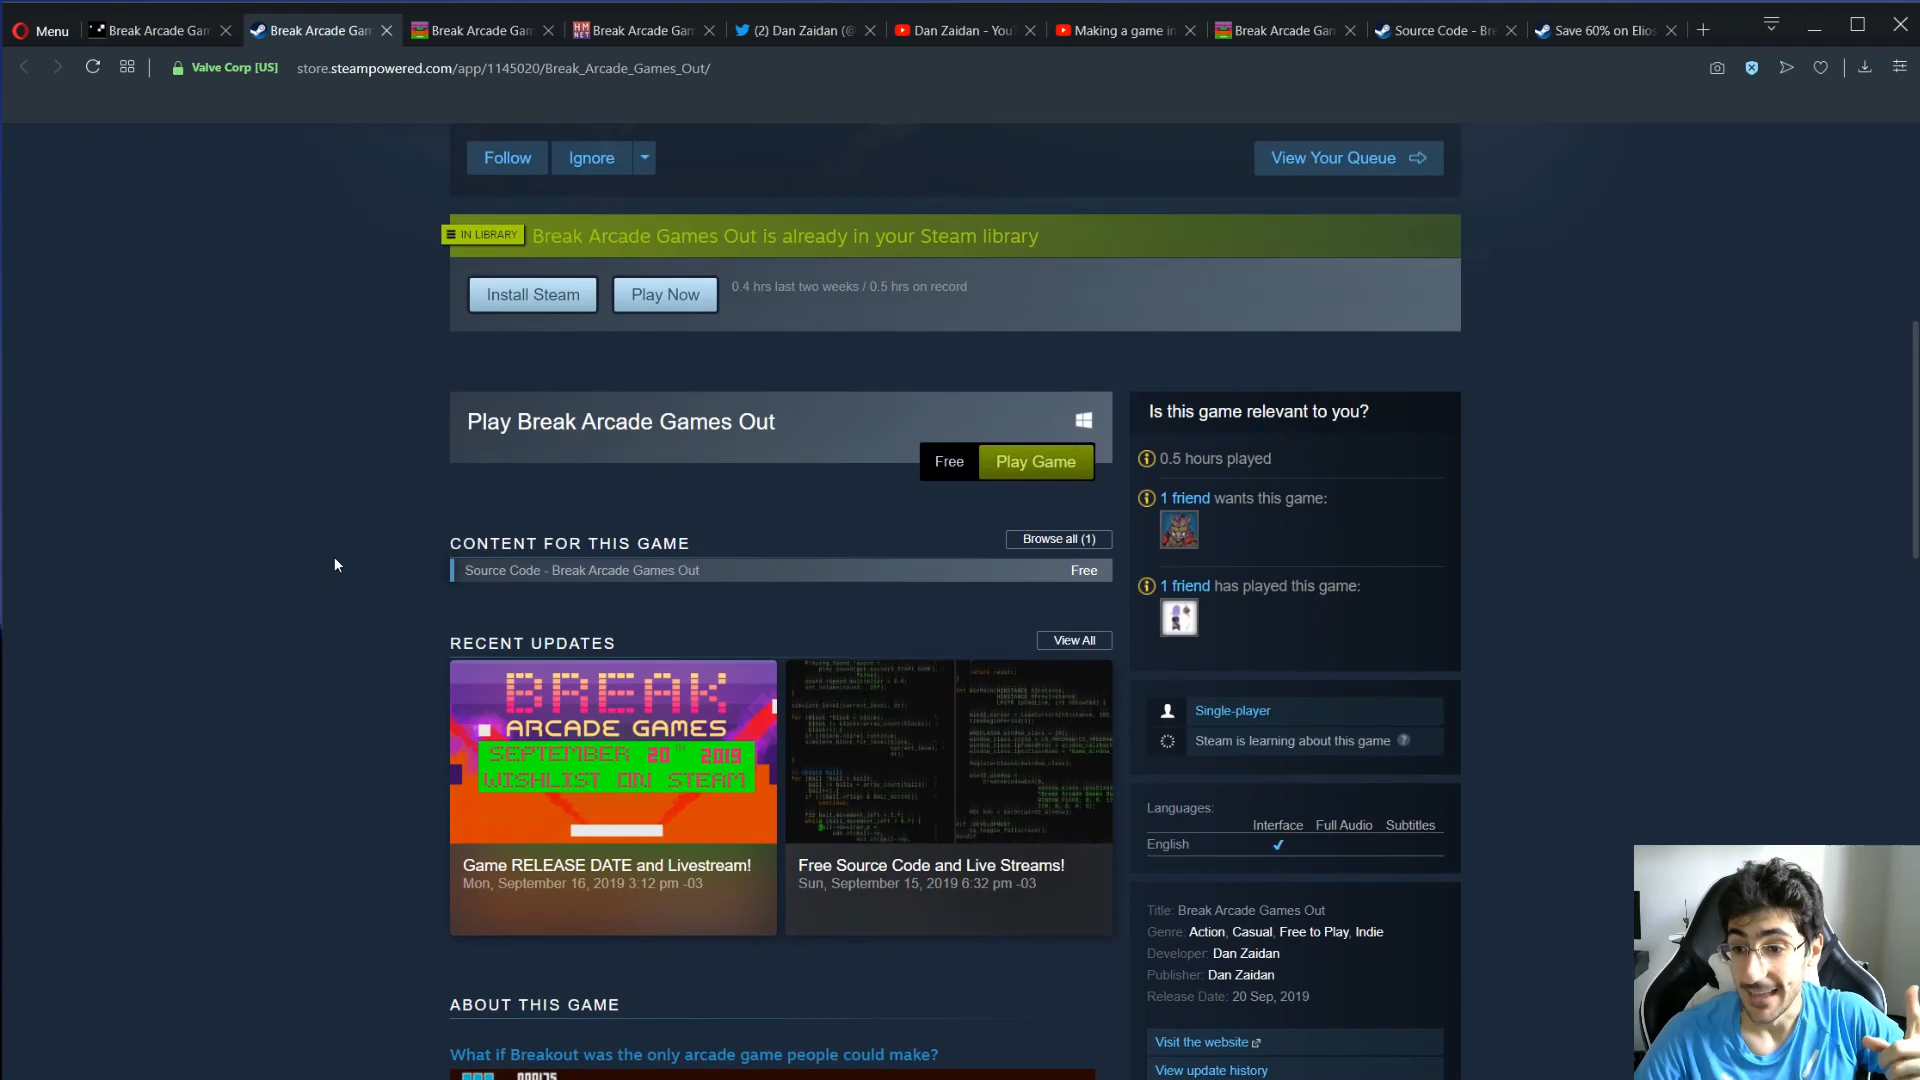 Menu
Break Arcade Gam
Break Arcade Gam
Break Arcade Gam
Break Arcade Gam
(2) Dan Zaidan (@
Dan Zaidan - You
Making a game in
Break Arcade Gam
Source Code - Bre
Save 60% on Elios
Valve Corp [US]
store.steampowered.com/app/1145020/Break_Arcade_Games_Out/
Follow
Ignore
View Your Queue
IN LIBRARY
Break Arcade Games Out is already in your Steam library
Install Steam
Play Now
0.4 hrs last two weeks / 0.5 hrs on record
Play Break Arcade Games Out
Free
Play Game
CONTENT FOR THIS GAME
Browse all (1)
Source Code - Break Arcade Games Out
Free
RECENT UPDATES
View All
BREAK
ARCADE GAMES
SEPTEMBER 20TH 2019
WISHLIST ON STEAM
Game RELEASE DATE and Livestream!
Mon, September 16, 2019 3:12 pm -03
Free Source Code and Live Streams!
Sun, September 15, 2019 6:32 pm -03
ABOUT THIS GAME
What if Breakout was the only arcade game people could make?
000175
Is this game relevant to you?
0.5 hours played
1 friend wants this game:
1 friend has played this game:
Single-player
Steam is learning about this game
Languages:
Interface Full Audio Subtitles
English
Title: Break Arcade Games Out
Genre: Action, Casual, Free to Play, Indie
Developer: Dan Zaidan
Publisher: Dan Zaidan
Release Date: 20 Sep, 2019
Visit the website
View update history